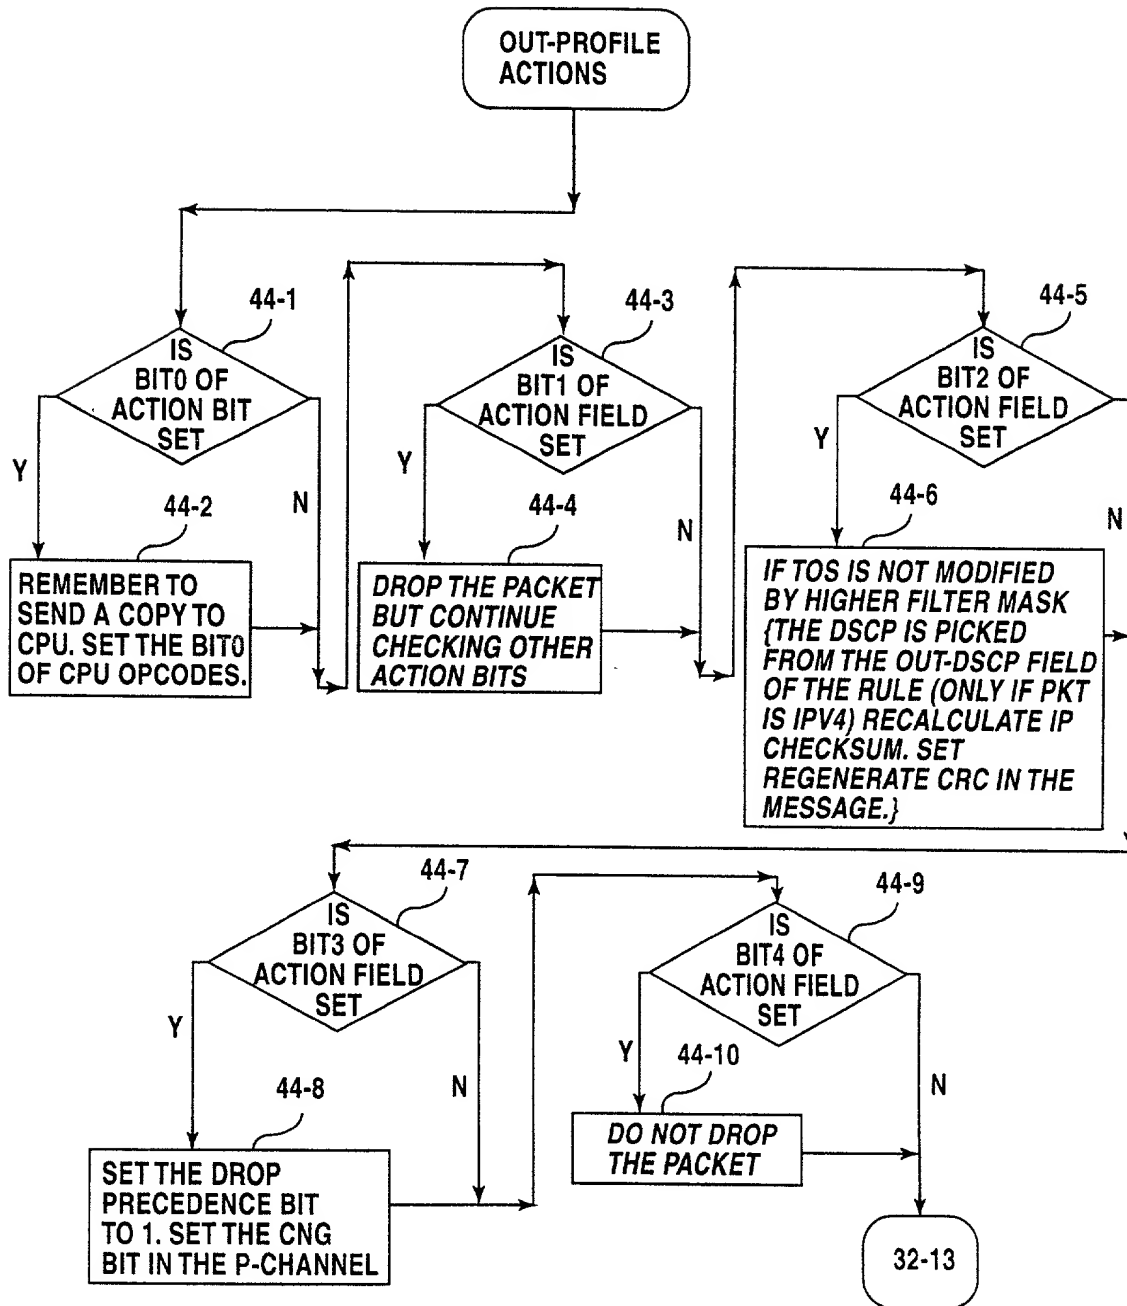 OUT-PROFILE
ACTIONS
44-1
IS
BIT0 OF
ACTION BIT
SET
Y
N
44-2
REMEMBER TO
SEND A COPY TO
CPU. SET THE BIT0
OF CPU OPCODES.
44-3
IS
BIT1 OF
ACTION FIELD
SET
Y
N
44-4
DROP THE PACKET
BUT CONTINUE
CHECKING OTHER
ACTION BITS
44-5
IS
BIT2 OF
ACTION FIELD
SET
Y
N
44-6
IF TOS IS NOT MODIFIED
BY HIGHER FILTER MASK
{THE DSCP IS PICKED
FROM THE OUT-DSCP FIELD
OF THE RULE (ONLY IF PKT
IS IPV4) RECALCULATE IP
CHECKSUM. SET
REGENERATE CRC IN THE
MESSAGE.}
44-7
IS
BIT3 OF
ACTION FIELD
SET
Y
N
44-8
SET THE DROP
PRECEDENCE BIT
TO 1. SET THE CNG
BIT IN THE P-CHANNEL
44-9
IS
BIT4 OF
ACTION FIELD
SET
Y
N
44-10
DO NOT DROP
THE PACKET
32-13